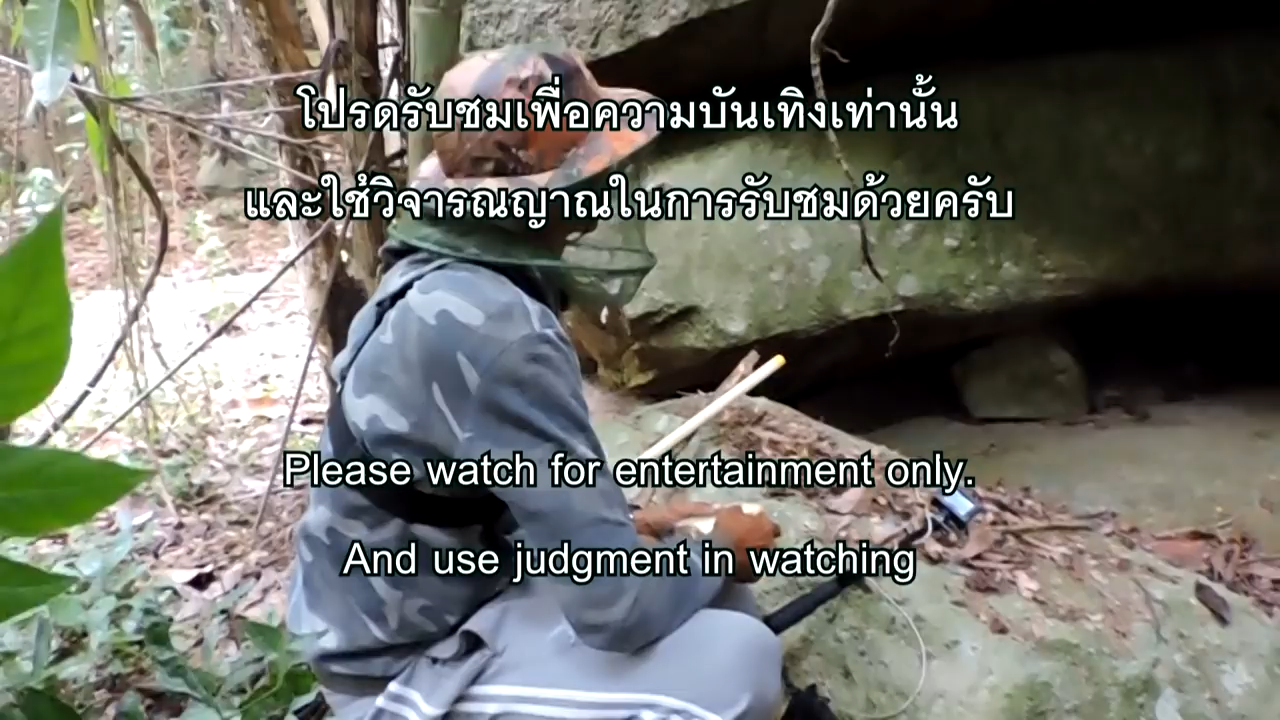 โปรดรับชมเพื่อความบันเทิงเท่านั้น
และใช้วิจารณญาณในการรับชมด้วยครับ
Please watch for entertainment only.
And use judgment in watching